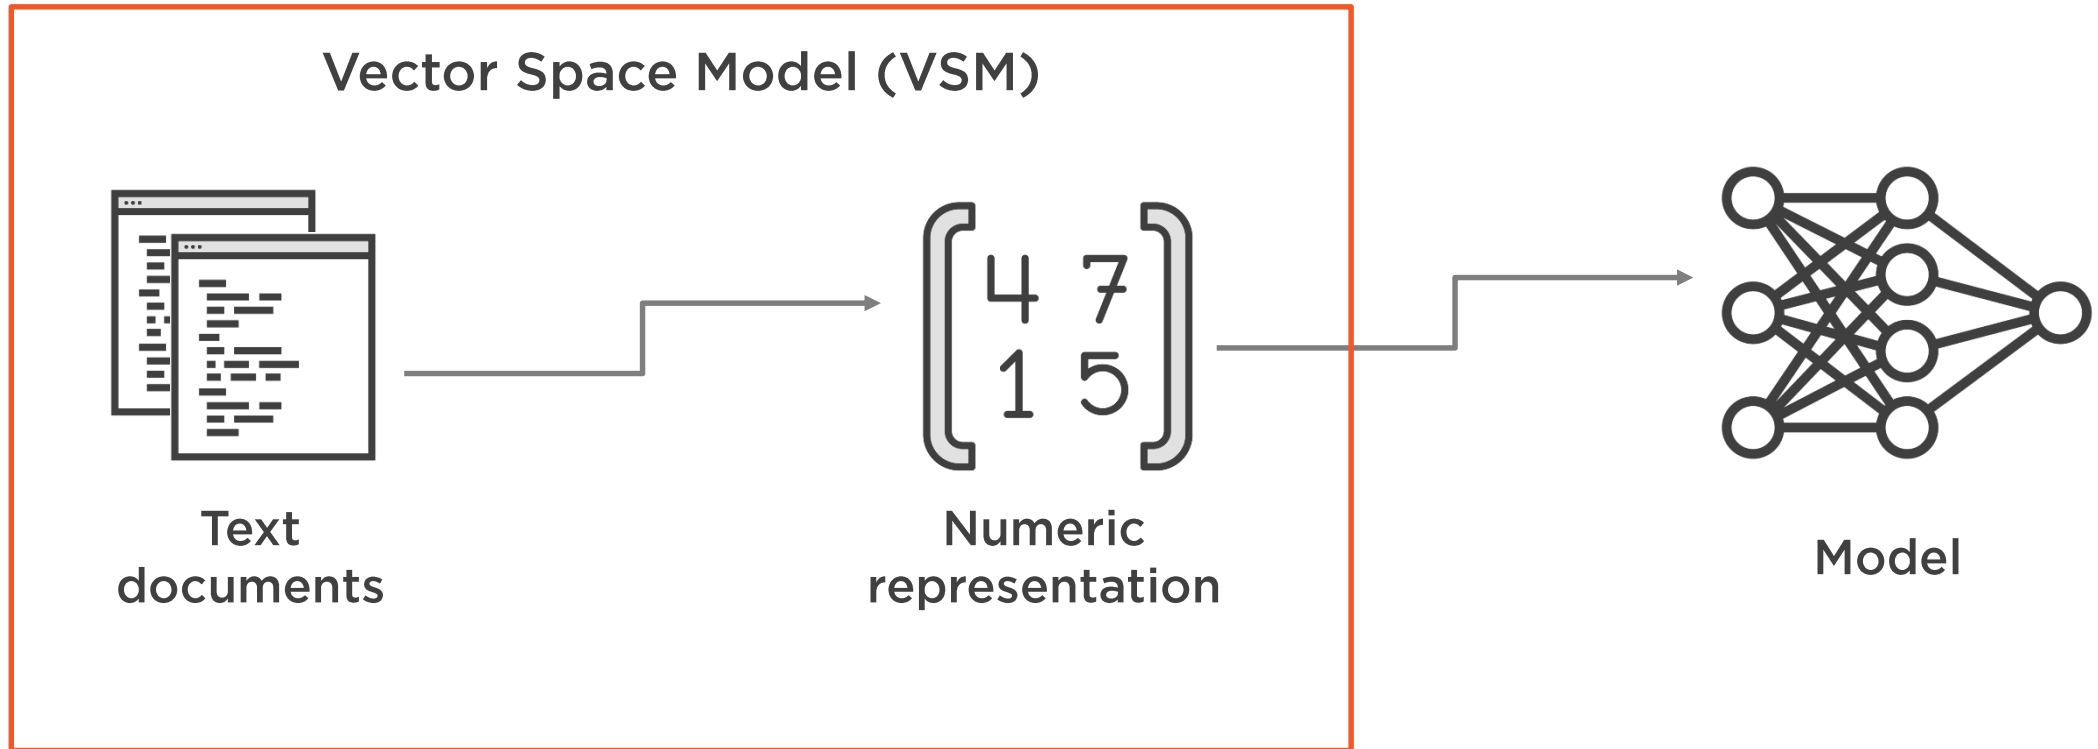 Vector Space Model (VSM)
4 7
1 5
Text
documents
Numeric
representation
Model